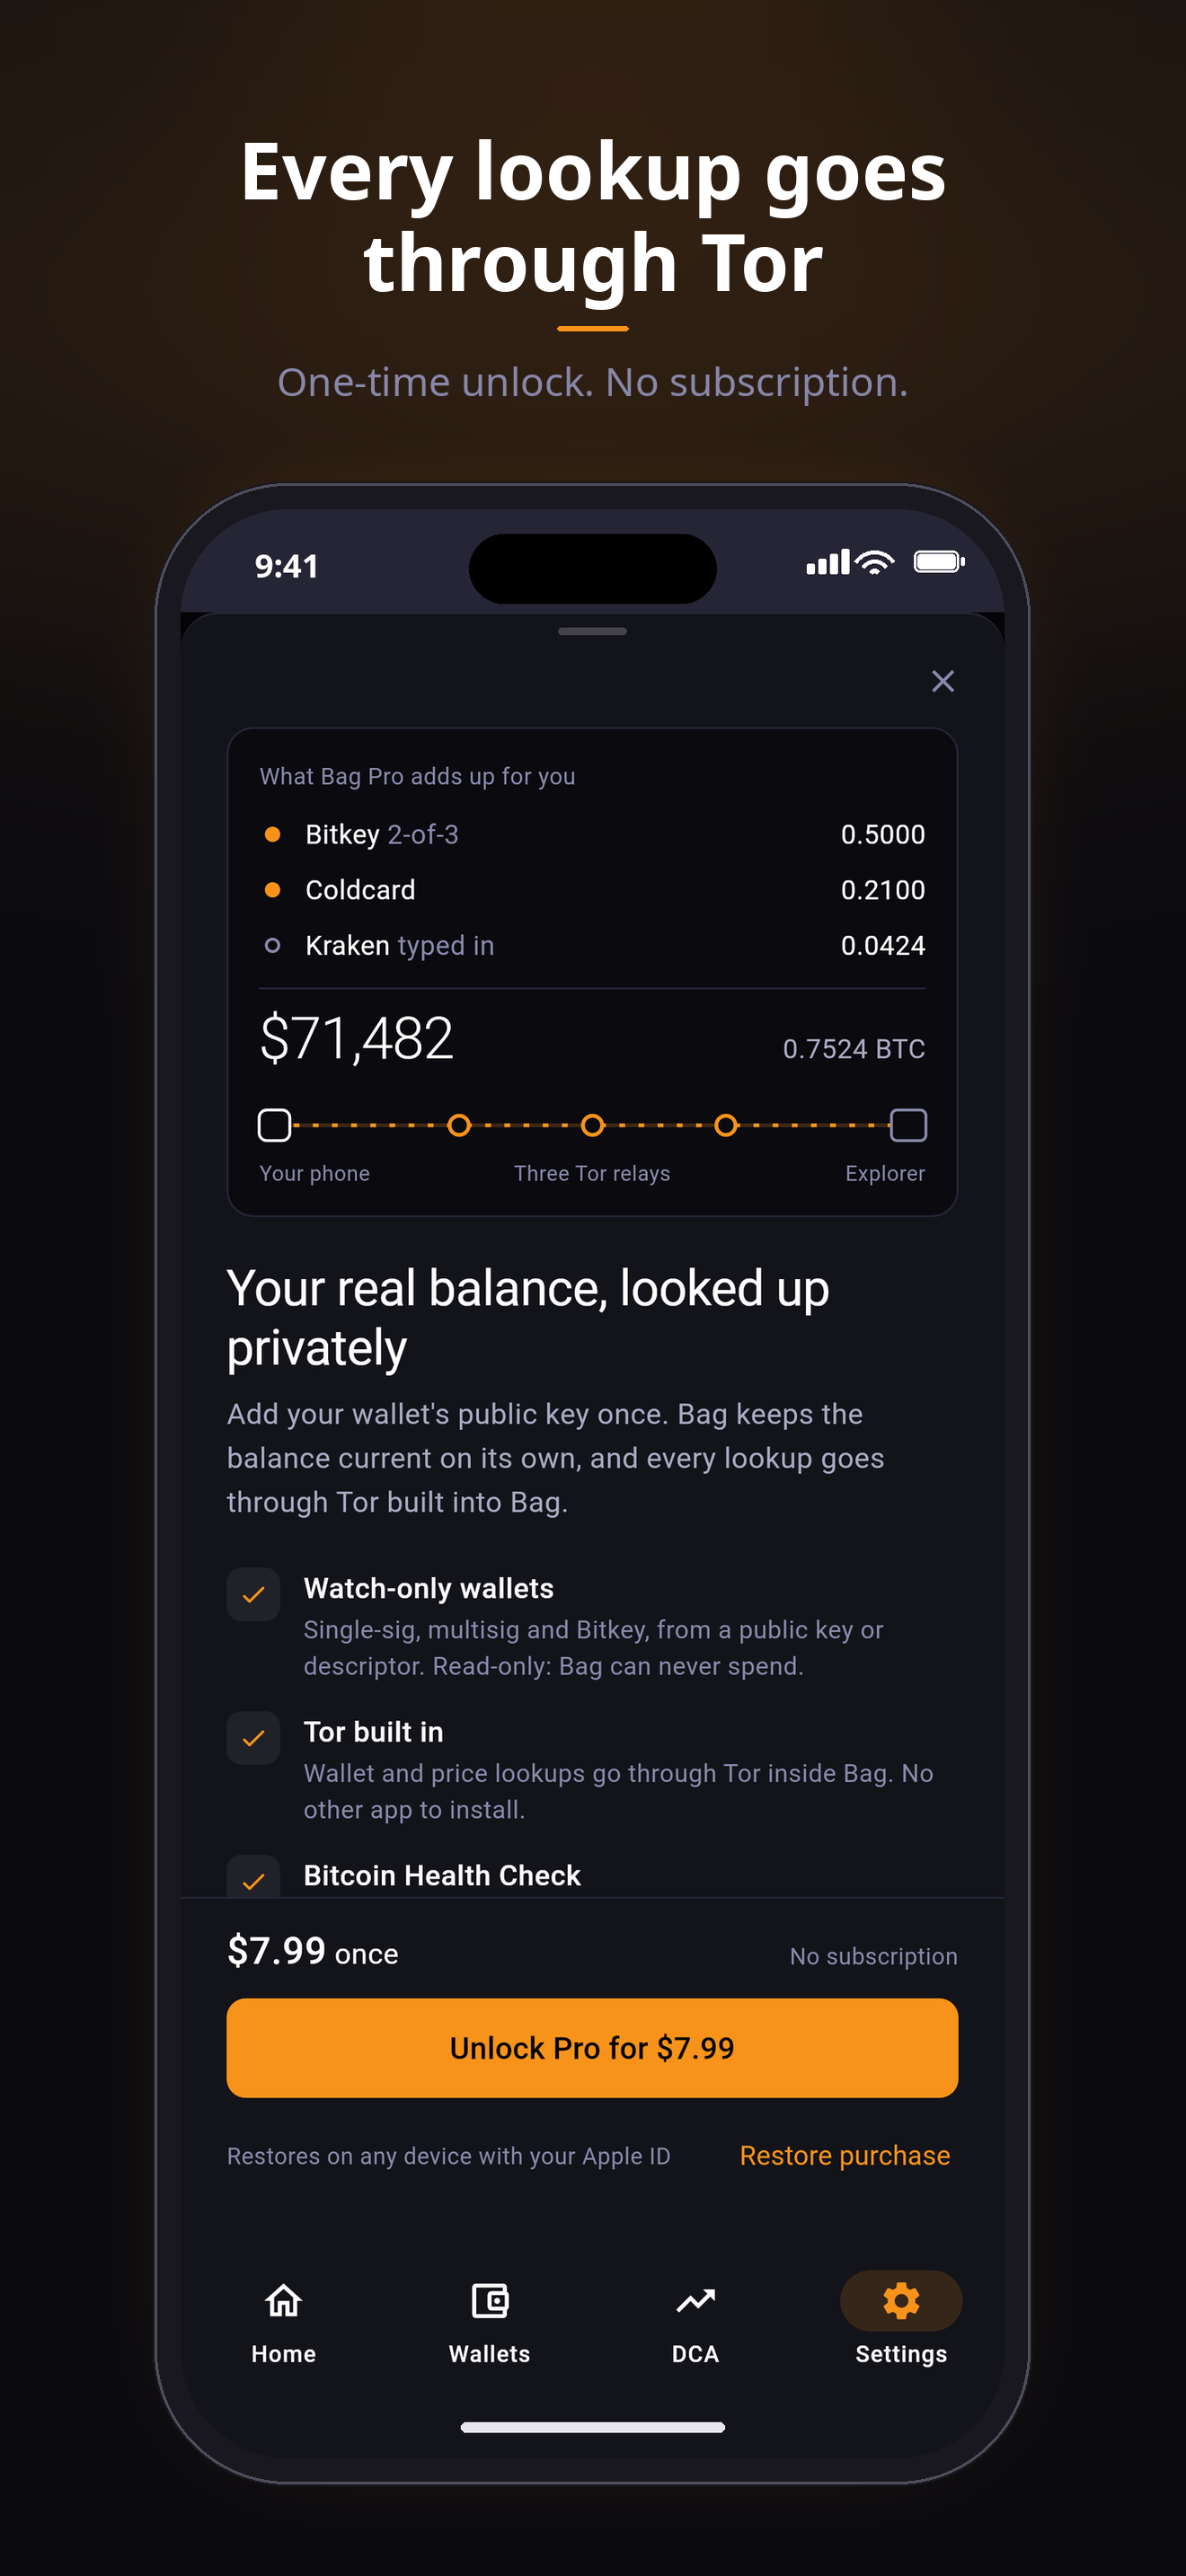 Every lookup goes
through Tor
One-time unlock. No subscription.
9:41
What Bag Pro adds up for you
Bitkey 2-of-3 0.5000
Coldcard 0.2100
Kraken typed in 0.0424
$71,482 0.7524 BTC
Your phone Three Tor relays Explorer
Your real balance, looked up
privately
Add your wallet's public key once. Bag keeps the
balance current on its own, and every lookup goes
through Tor built into Bag.
Watch-only wallets
Single-sig, multisig and Bitkey, from a public key or
descriptor. Read-only: Bag can never spend.
Tor built in
Wallet and price lookups go through Tor inside Bag. No
other app to install.
Bitcoin Health Check
$7.99 once No subscription
Unlock Pro for $7.99
Restores on any device with your Apple ID Restore purchase
Home Wallets DCA Settings